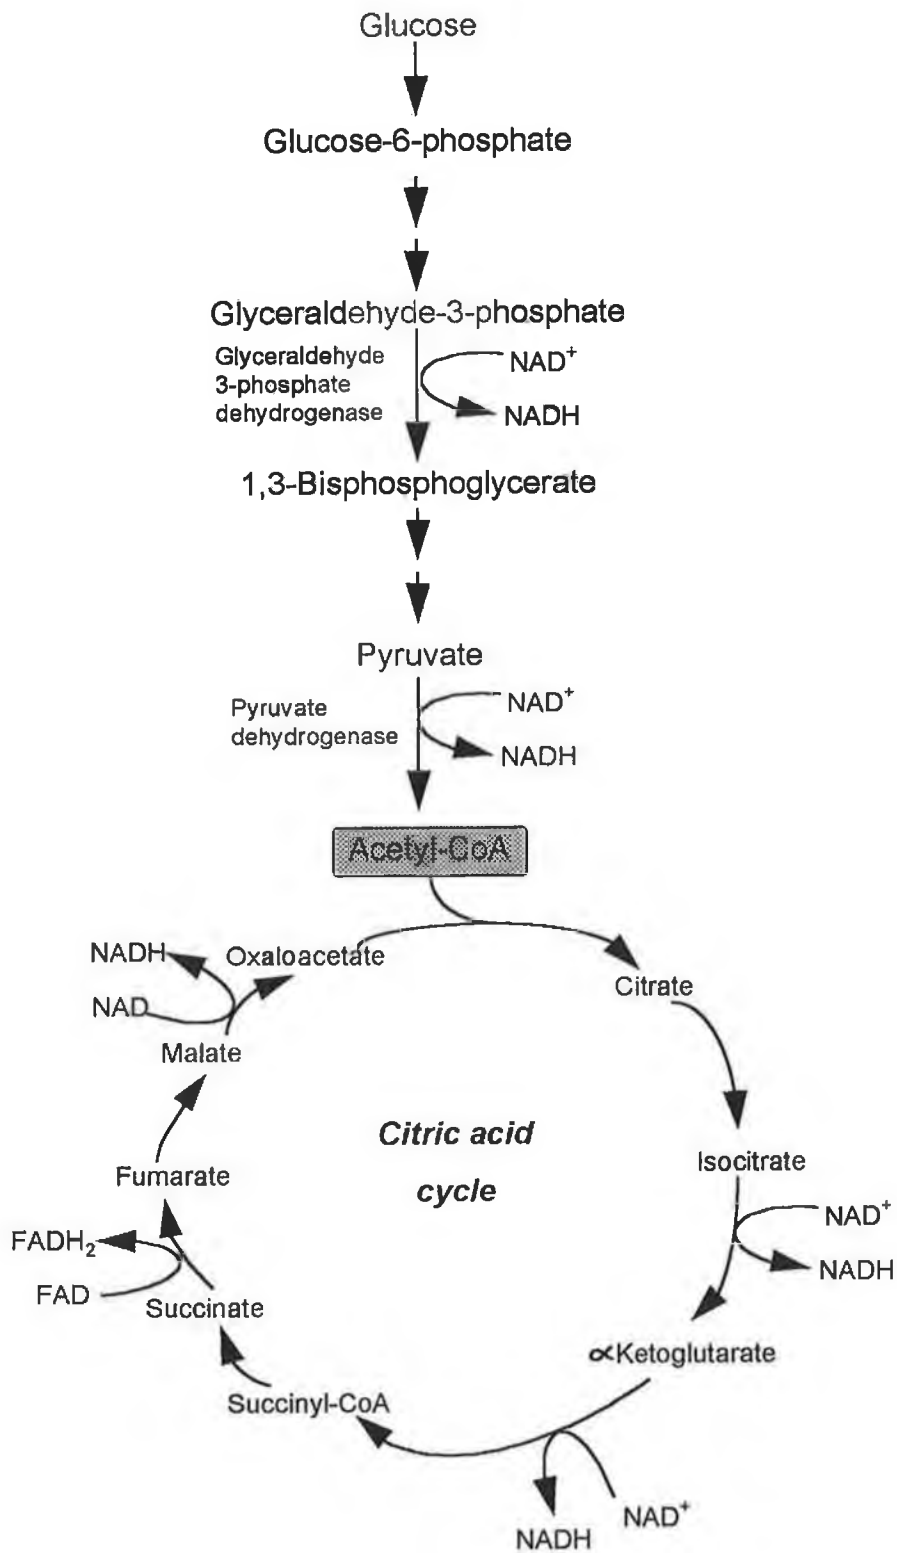 Glucose
Glucose-6-phosphate
Glyceraldehyde-3-phosphate
Glyceraldehyde
3-phosphate
dehydrogenase
NAD⁺
NADH
1,3-Bisphosphoglycerate
Pyruvate
Pyruvate
dehydrogenase
NAD⁺
NADH
Acetyl-CoA
Oxaloacetate
NADH
NAD
Malate
Citrate
Citric acid
cycle
Isocitrate
NAD⁺
NADH
Fumarate
FADH₂
FAD
Succinate
∝Ketoglutarate
Succinyl-CoA
NADH
NAD⁺